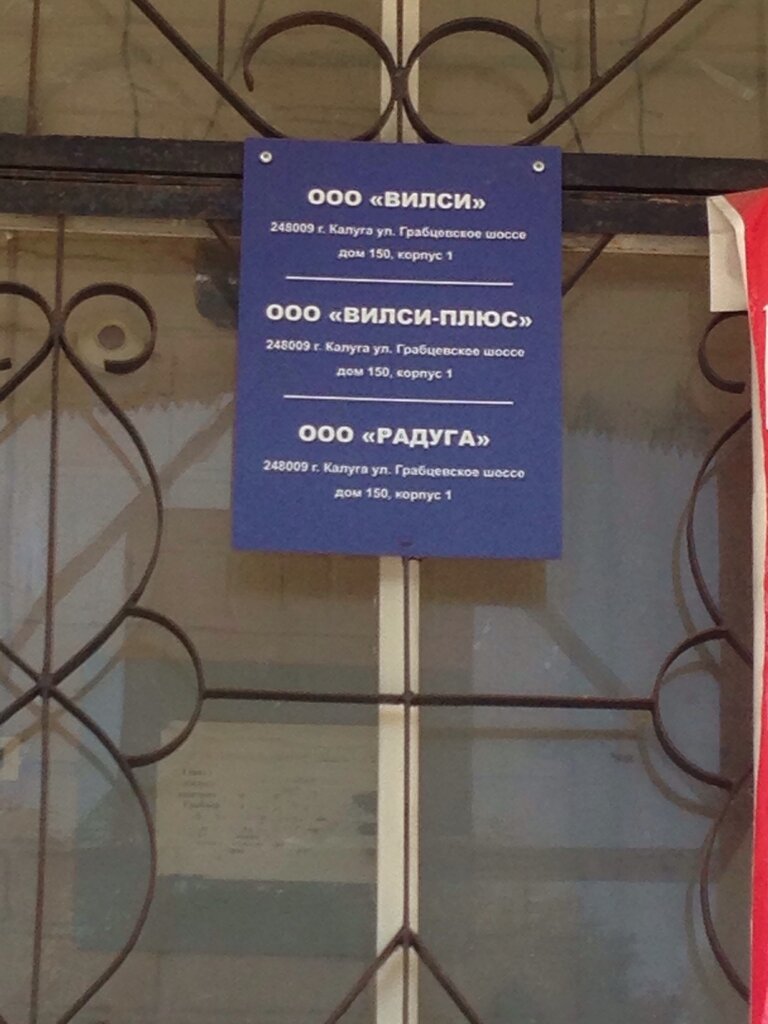 ООО «ВИЛСИ»
248009 г. Калуга ул. Грабцевское шоссе
дом 150, корпус 1
ООО «ВИЛСИ-ПЛЮС»
248009 г. Калуга ул. Грабцевское шоссе
дом 150, корпус 1
ООО «РАДУГА»
248009 г. Калуга ул. Грабцевское шоссе
дом 150, корпус 1